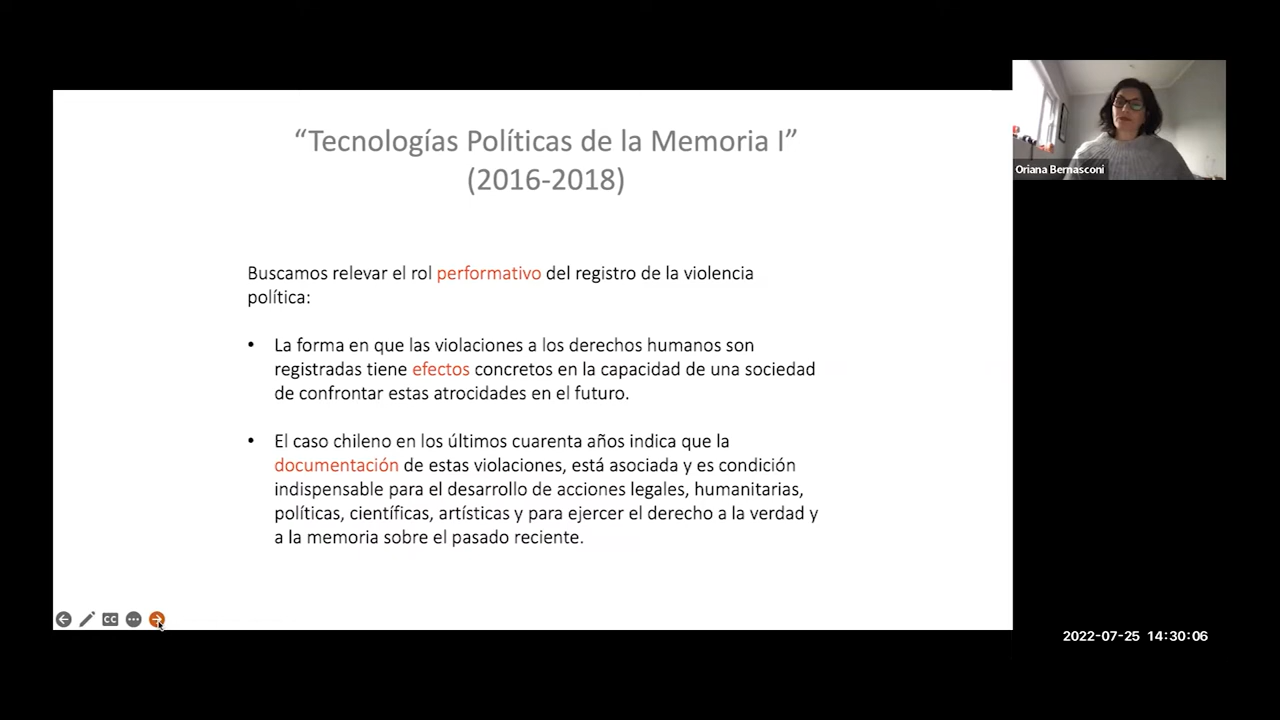 “Tecnologías Políticas de la Memoria I”
(2016-2018)
Buscamos relevar el rol performativo del registro de la violencia
política:
• La forma en que las violaciones a los derechos humanos son
registradas tiene efectos concretos en la capacidad de una sociedad
de confrontar estas atrocidades en el futuro.
• El caso chileno en los últimos cuarenta años indica que la
documentación de estas violaciones, está asociada y es condición
indispensable para el desarrollo de acciones legales, humanitarias,
políticas, científicas, artísticas y para ejercer el derecho a la verdad y
a la memoria sobre el pasado reciente.
CC
Oriana Bernasconi
2022-07-25 14:30:06